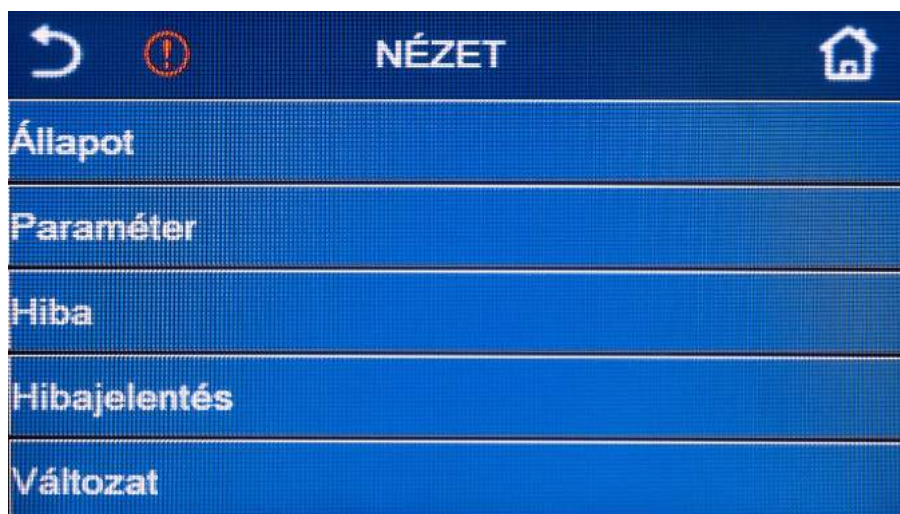 NÉZET
Állapot
Paraméter
Hiba
Hibajelentés
Változat